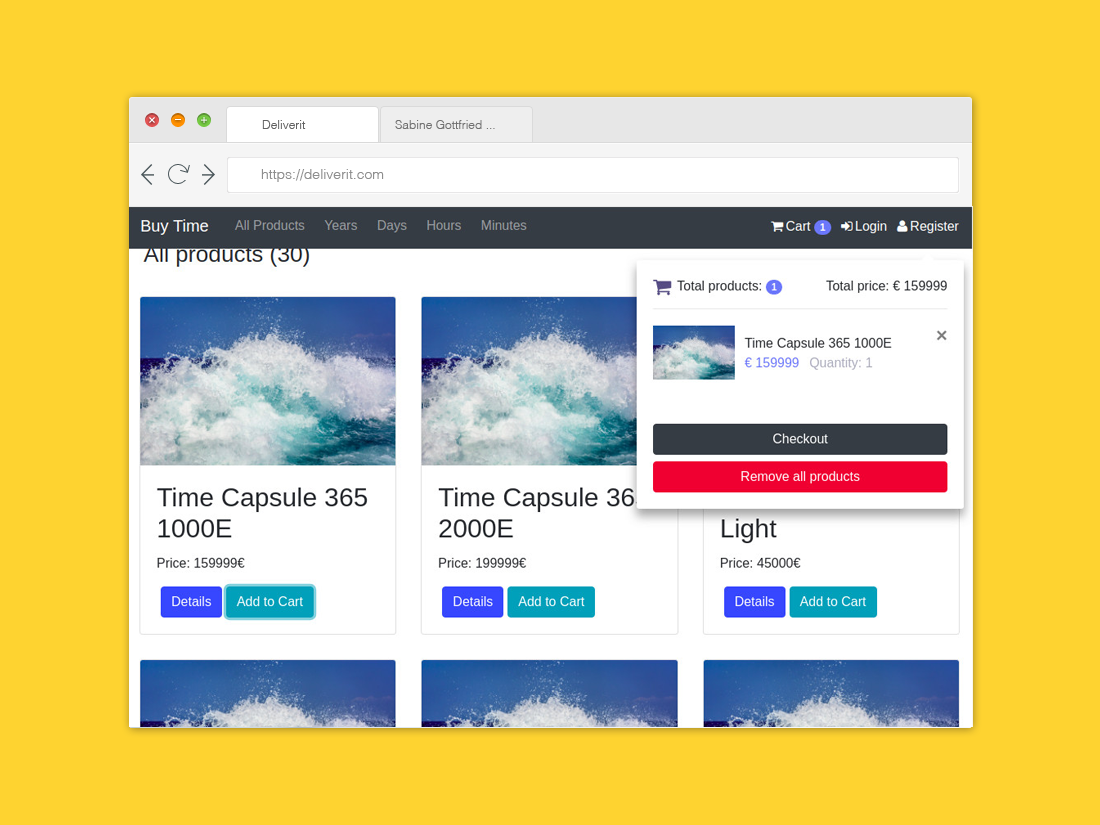 Deliverit
Sabine Gottfried ...
https://deliverit.com
Buy Time All Products Years Days Hours Minutes Cart 1 Login Register
All products (30)
Total products: 1 Total price: € 159999
Time Capsule 365 1000E
€ 159999 Quantity: 1
Checkout
Remove all products
Time Capsule 365
1000E
Price: 159999€
Details Add to Cart
Time Capsule 36
2000E
Price: 199999€
Details Add to Cart
Light
Price: 45000€
Details Add to Cart